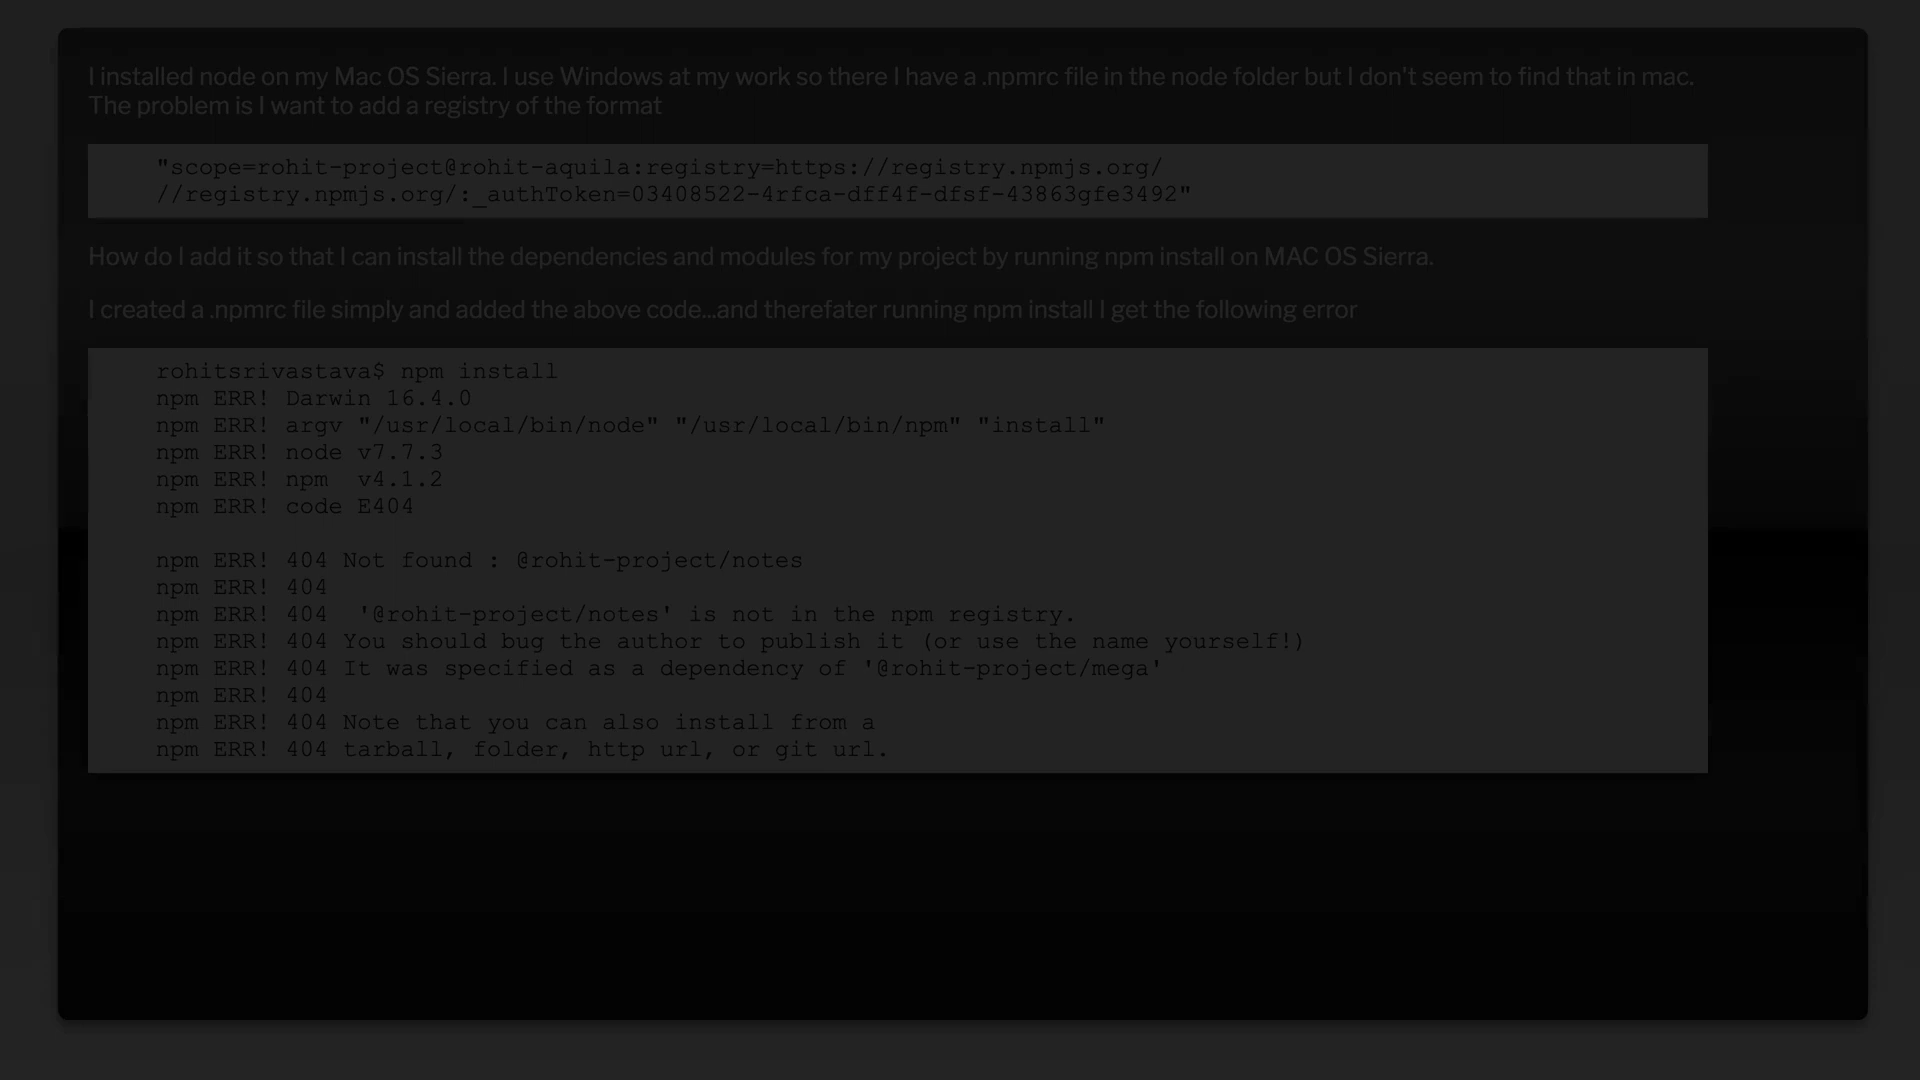 I installed node on my Mac OS Sierra. I use Windows at my work so there I have a .npmrc file in the node folder but I don't seem to find that in mac.
The problem is I want to add a registry of the format
"scope=rohit-project@rohit-aquila:registry=https://registry.npmjs.org/
//registry.npmjs.org/:_authToken=03408522-4rfca-dff4f-dfsf-43863gfe3492"
How do I add it so that I can install the dependencies and modules for my project by running npm install on MAC OS Sierra.
I created a .npmrc file simply and added the above code...and therefater running npm install I get the following error
rohitsrivastava$ npm install
npm ERR! Darwin 16.4.0
npm ERR! argv "/usr/local/bin/node" "/usr/local/bin/npm" "install"
npm ERR! node v7.7.3
npm ERR! npm  v4.1.2
npm ERR! code E404
npm ERR! 404 Not found : @rohit-project/notes
npm ERR! 404
npm ERR! 404  '@rohit-project/notes' is not in the npm registry.
npm ERR! 404 You should bug the author to publish it (or use the name yourself!)
npm ERR! 404 It was specified as a dependency of '@rohit-project/mega'
npm ERR! 404
npm ERR! 404 Note that you can also install from a
npm ERR! 404 tarball, folder, http url, or git url.